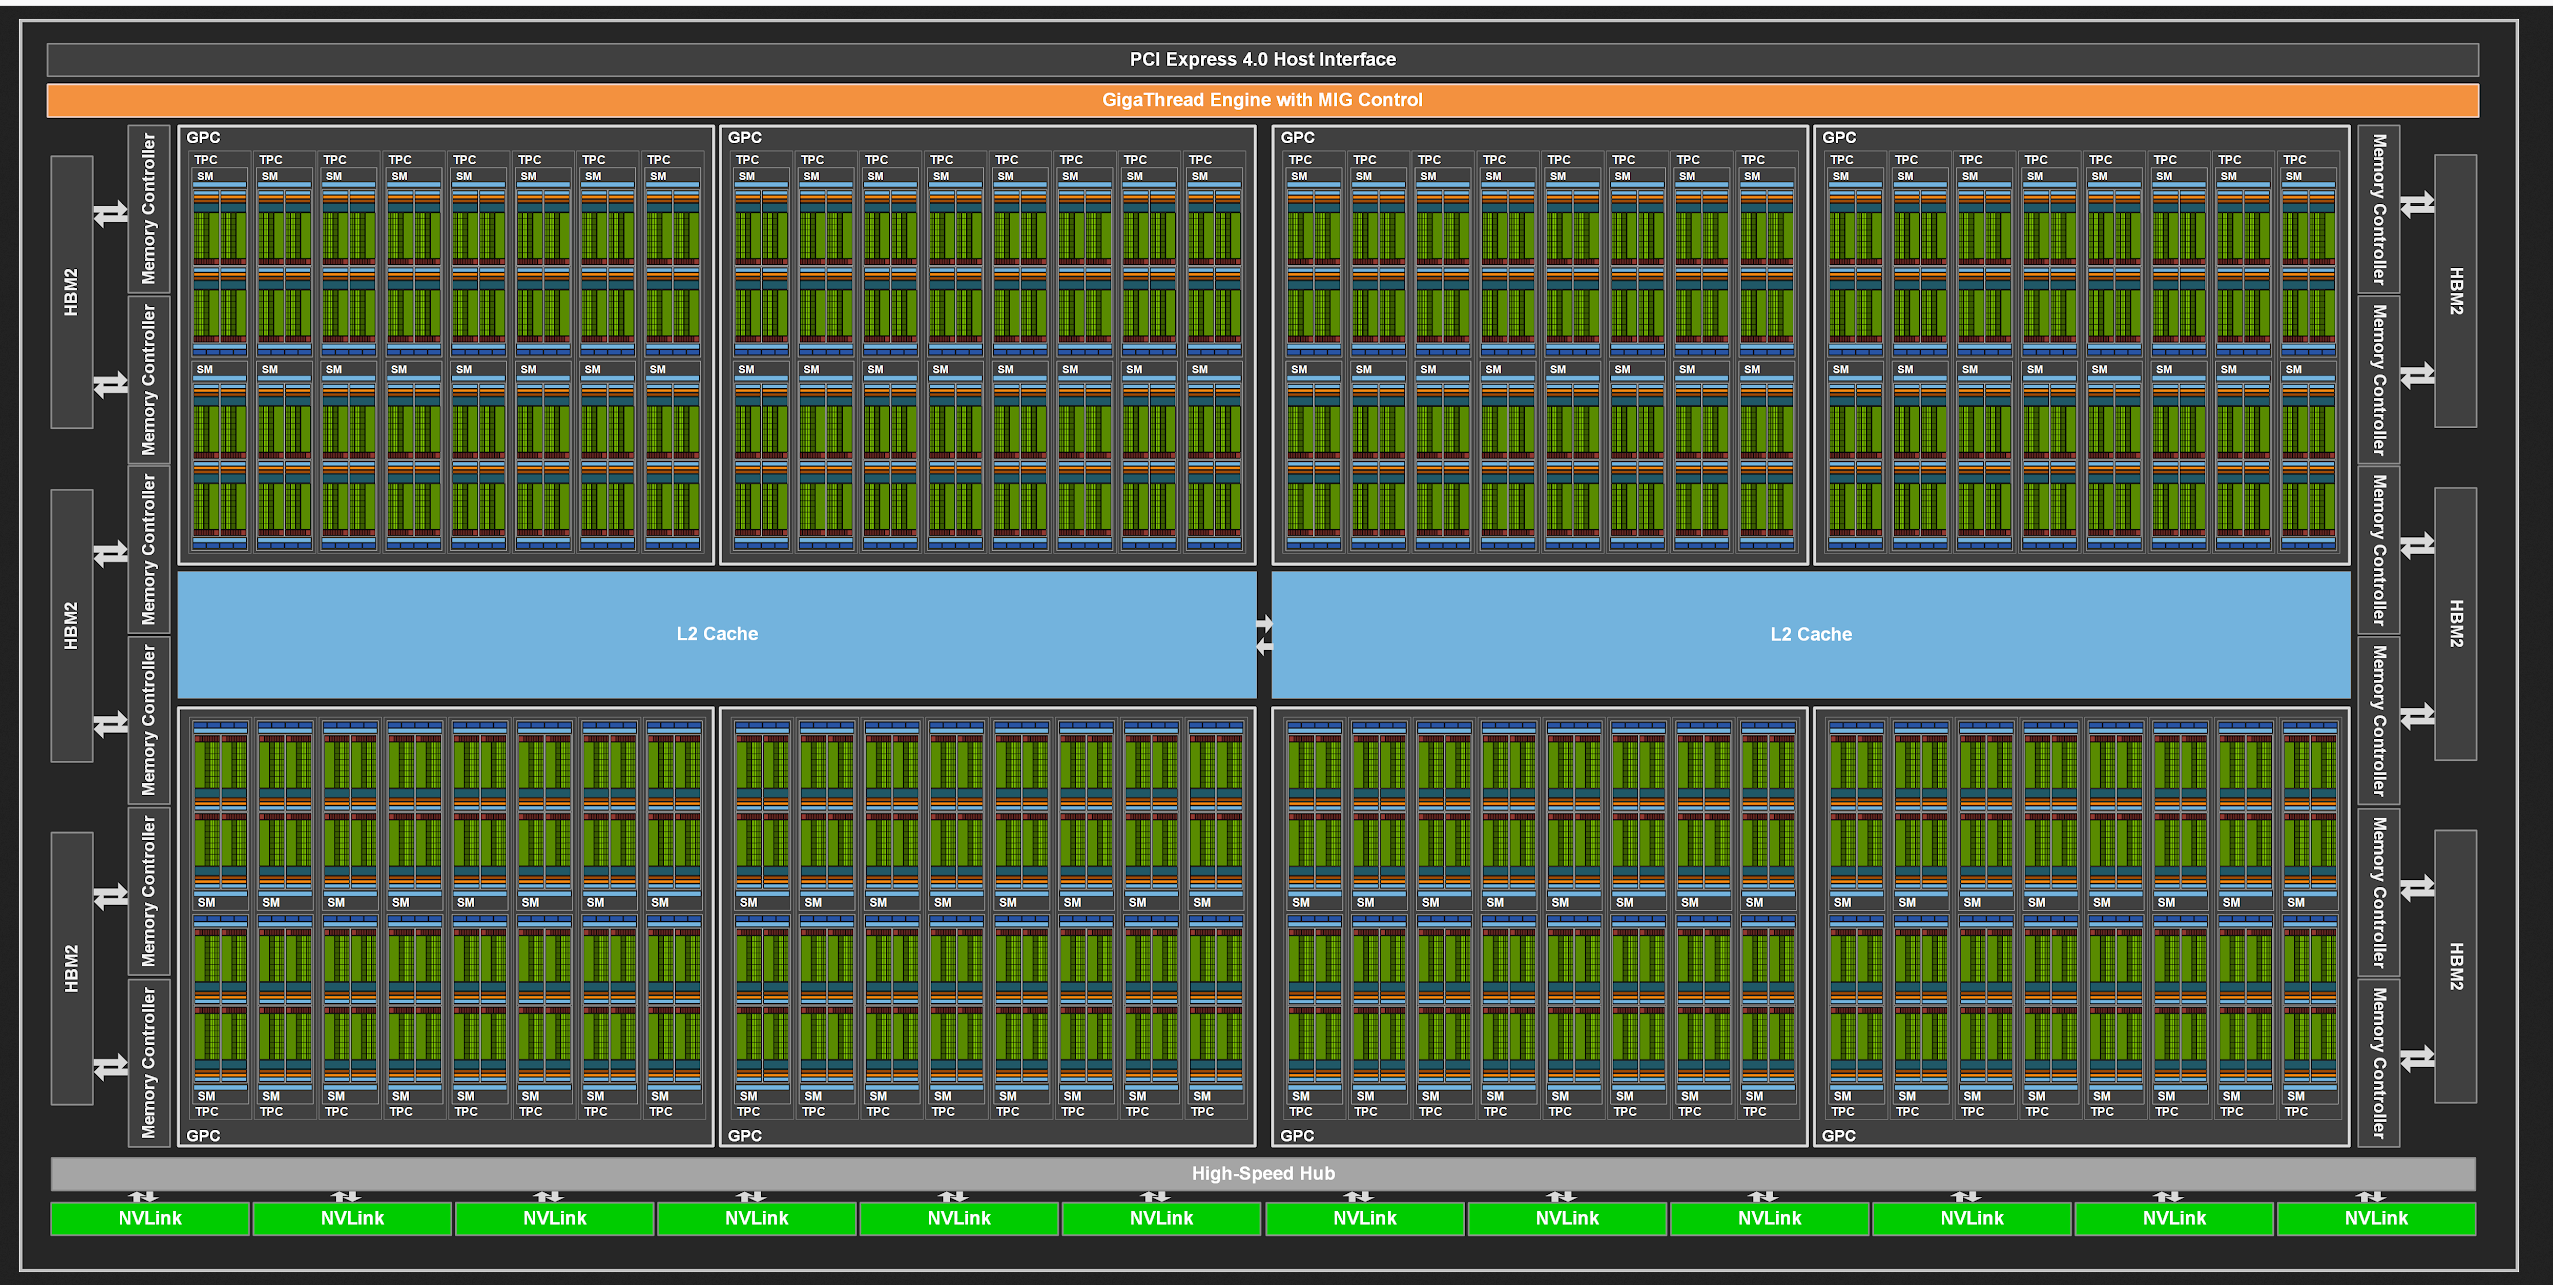 PCI Express 4.0 Host Interface
GigaThread Engine with MIG Control
GPC GPC GPC GPC
TPC TPC TPC TPC TPC TPC TPC TPC TPC TPC TPC TPC TPC TPC TPC TPC TPC TPC TPC TPC TPC TPC TPC TPC TPC TPC TPC TPC TPC TPC TPC TPC
SM SM SM SM SM SM SM SM SM SM SM SM SM SM SM SM SM SM SM SM SM SM SM SM SM SM SM SM SM SM SM SM
SM SM SM SM SM SM SM SM SM SM SM SM SM SM SM SM SM SM SM SM SM SM SM SM SM SM SM SM SM SM SM SM
HBM2
HBM2
HBM2
Memory Controller
Memory Controller
Memory Controller
Memory Controller
Memory Controller
Memory Controller
L2 Cache L2 Cache
Memory Controller
Memory Controller
Memory Controller
Memory Controller
Memory Controller
Memory Controller
HBM2
HBM2
HBM2
SM SM SM SM SM SM SM SM SM SM SM SM SM SM SM SM SM SM SM SM SM SM SM SM SM SM SM SM SM SM SM SM
SM SM SM SM SM SM SM SM SM SM SM SM SM SM SM SM SM SM SM SM SM SM SM SM SM SM SM SM SM SM SM SM
TPC TPC TPC TPC TPC TPC TPC TPC TPC TPC TPC TPC TPC TPC TPC TPC TPC TPC TPC TPC TPC TPC TPC TPC TPC TPC TPC TPC TPC TPC TPC TPC
GPC GPC GPC GPC
High-Speed Hub
NVLink NVLink NVLink NVLink NVLink NVLink NVLink NVLink NVLink NVLink NVLink NVLink